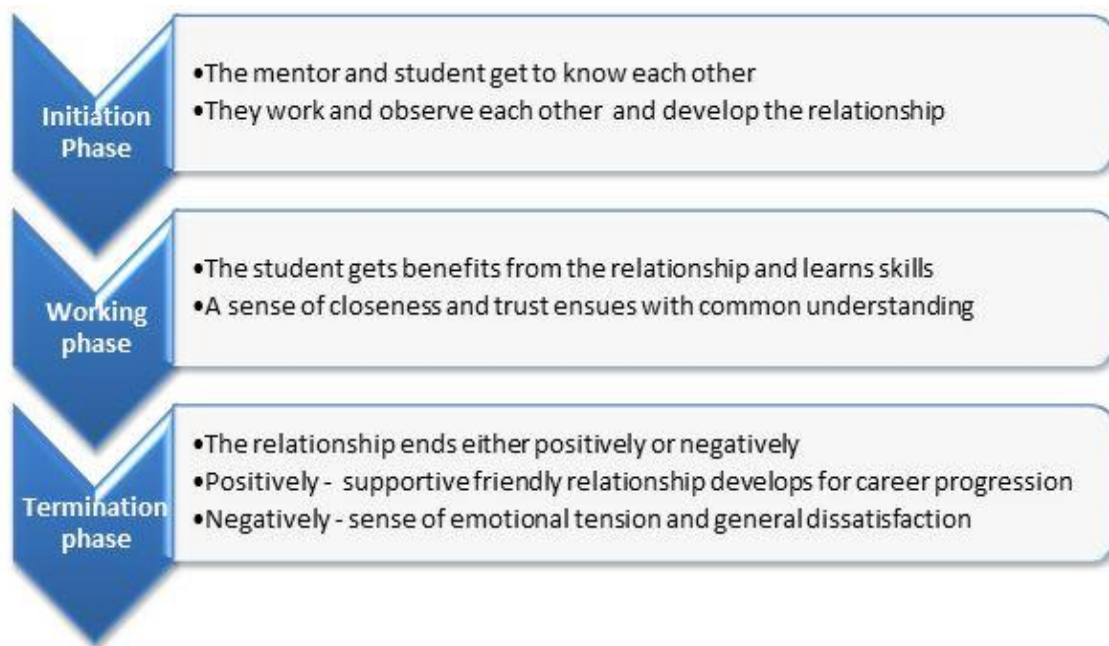 Initiation
Phase
•The mentor and student get to know each other
•They work and observe each other and develop the relationship
Working
phase
•The student gets benefits from the relationship and learns skills
•A sense of closeness and trust ensues with common understanding
Termination
phase
•The relationship ends either positively or negatively
•Positively - supportive friendly relationship develops for career progression
•Negatively - sense of emotional tension and general dissatisfaction